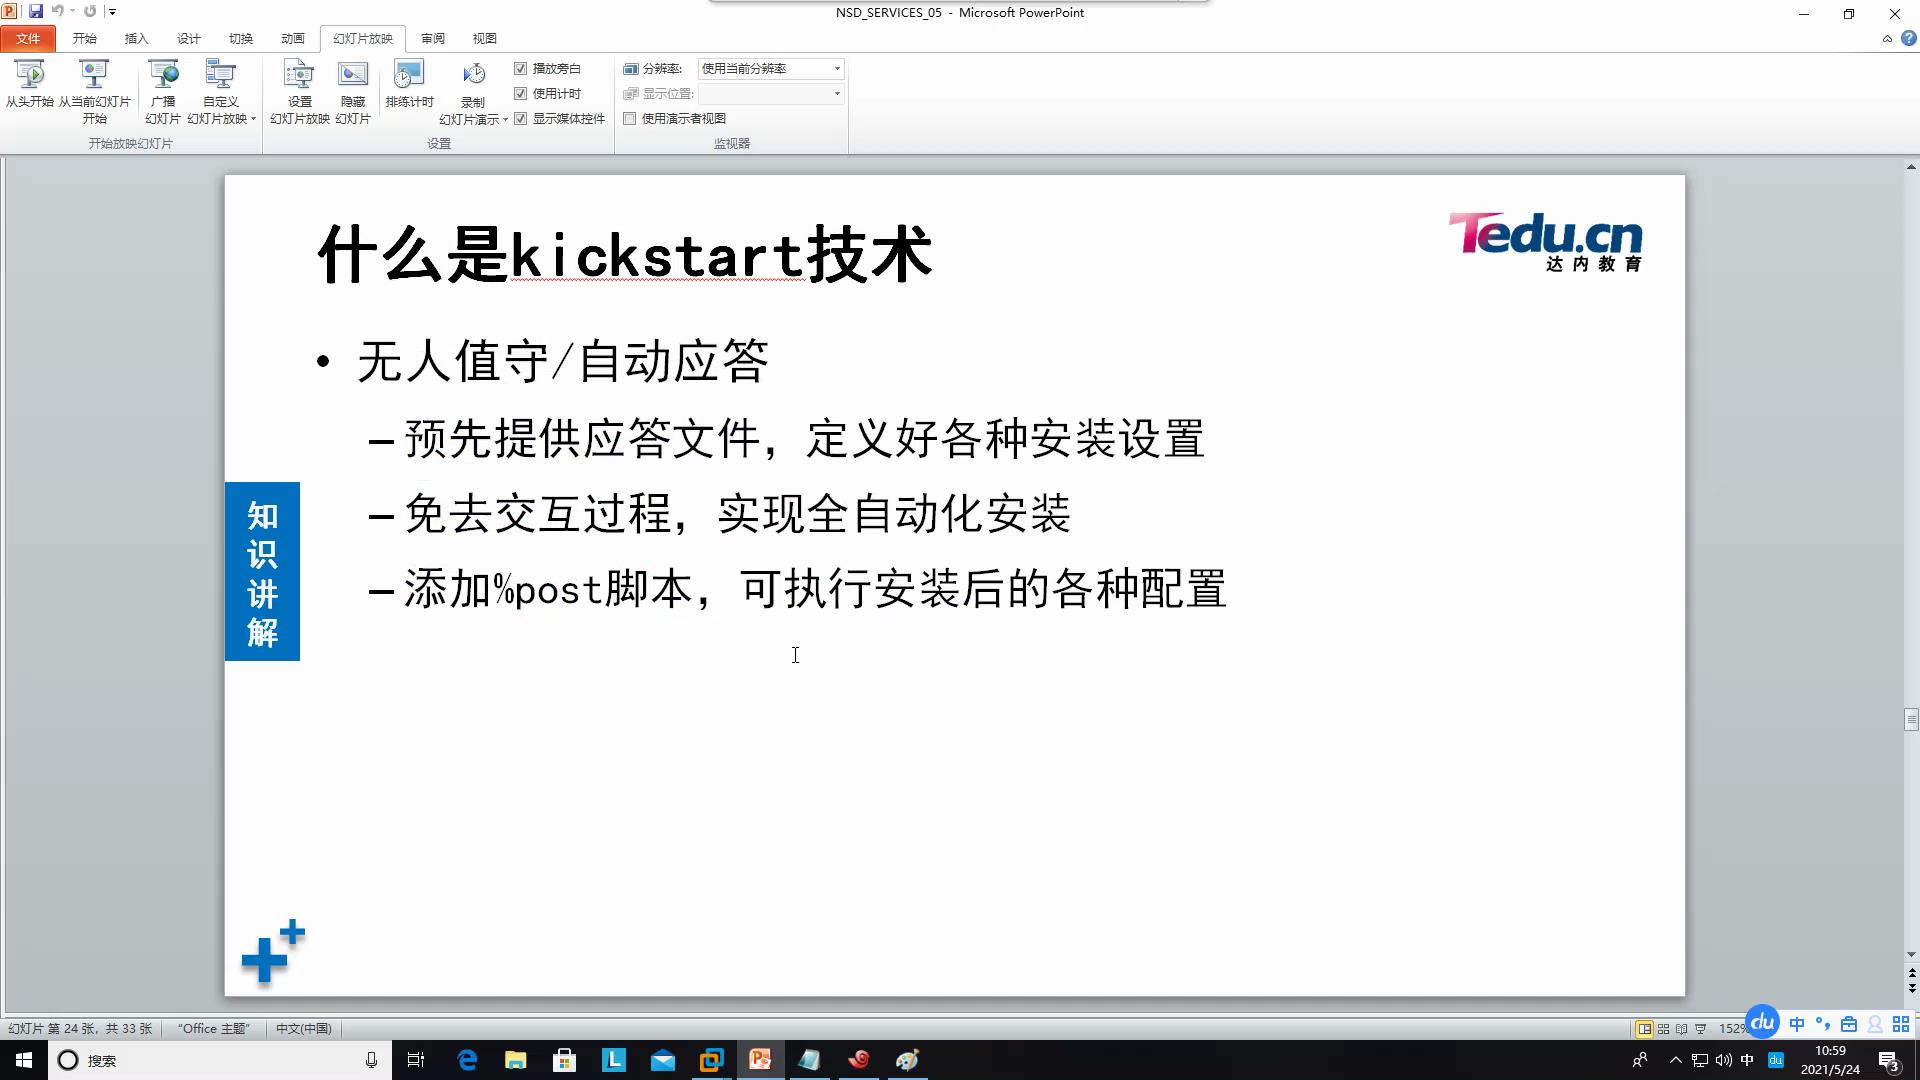 NSD_SERVICES_05 - Microsoft PowerPoint
文件 开始 插入 设计 切换 动画 幻灯片放映 审阅 视图
从头开始
从当前幻灯片
开始
广播
幻灯片
自定义
幻灯片放映
开始放映幻灯片
设置
幻灯片放映
隐藏
幻灯片
排练计时
录制
幻灯片演示
播放旁白
使用计时
显示媒体控件
设置
分辨率: 使用当前分辨率
显示位置:
使用演示者视图
监视器
什么是kickstart技术
Tedu.cn
达内教育
• 无人值守/自动应答
– 预先提供应答文件，定义好各种安装设置
– 免去交互过程，实现全自动化安装
– 添加%post脚本，可执行安装后的各种配置
知识讲解
幻灯片 第 24 张，共 33 张 "Office 主题" 中文(中国) 152%
du 中
搜索
中 du
10:59
2021/5/24
3